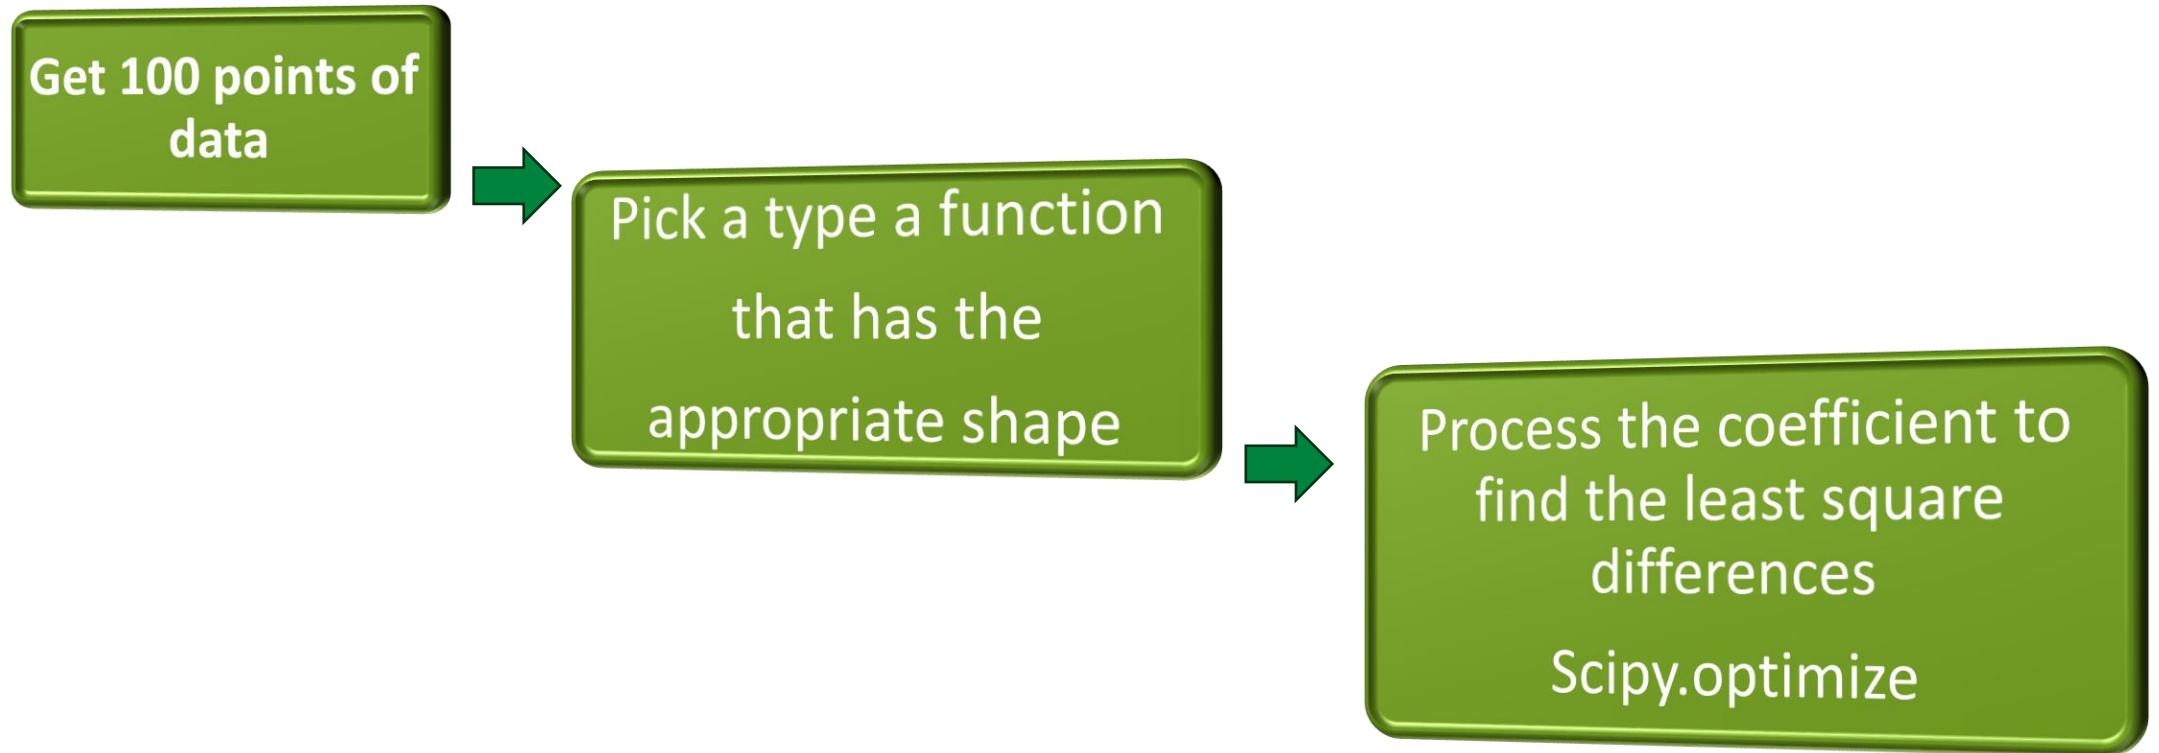 Get 100 points of
data
Pick a type a function
that has the
appropriate shape
Process the coefficient to
find the least square
differences
Scipy.optimize